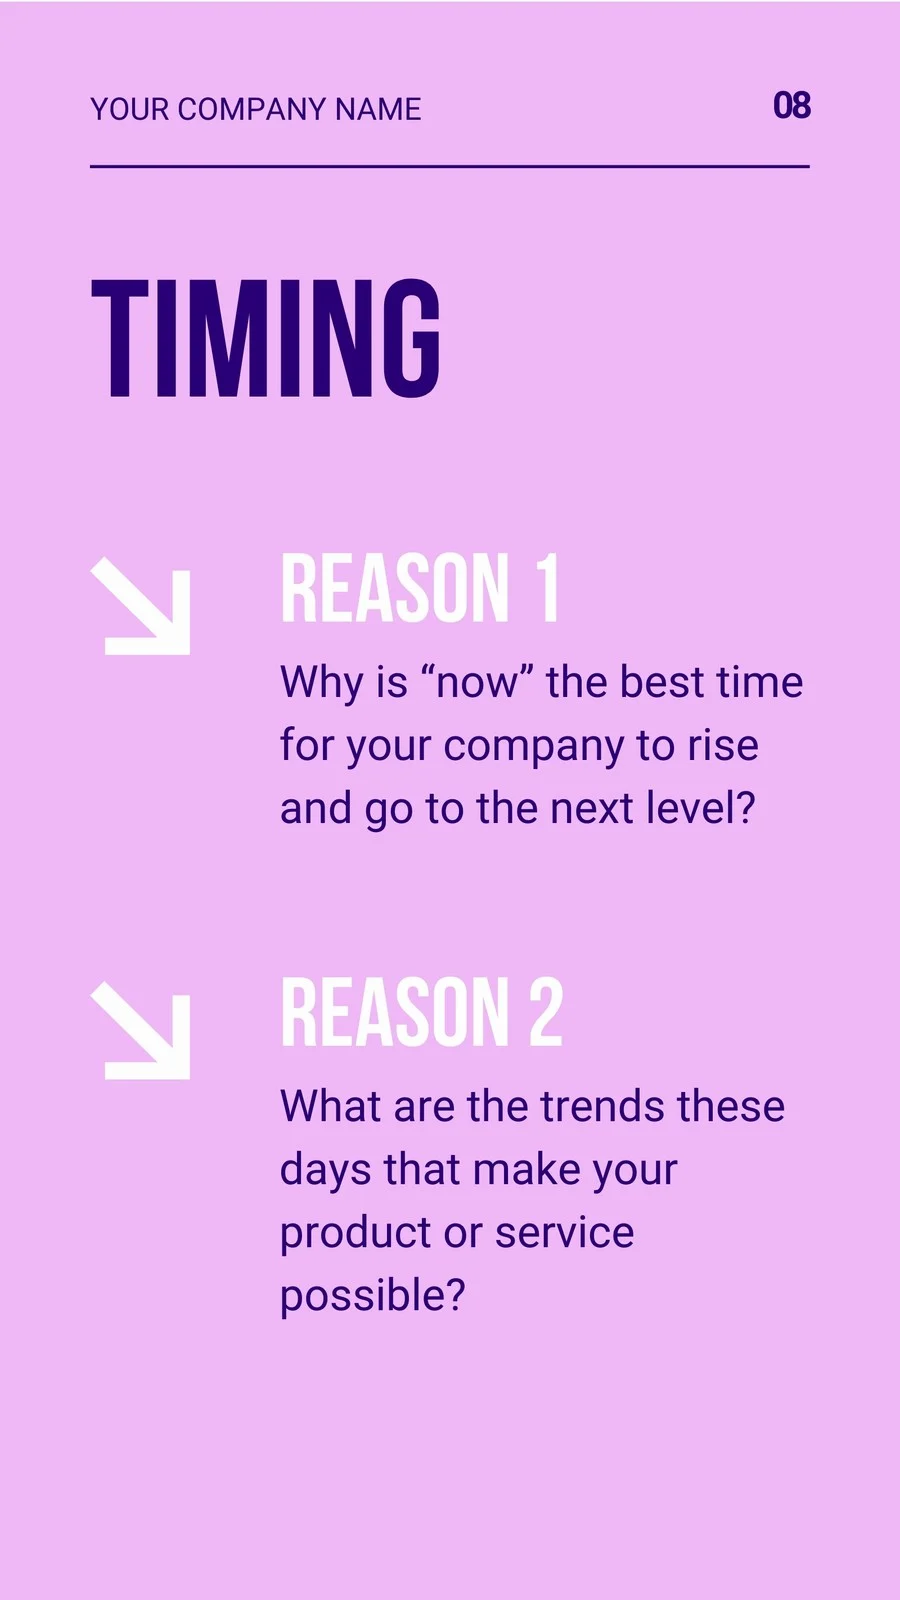 YOUR COMPANY NAME
08
TIMING
REASON 1
Why is “now” the best time
for your company to rise
and go to the next level?
REASON 2
What are the trends these
days that make your
product or service
possible?